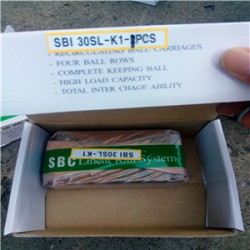 SBI 30SL-K1-1PCS
- RECIRCULATING BALL CARRIAGES
- FOUR BALL ROWS
- COMPLETE KEEPING BALL
- HIGH LOAD CAPACITY
- TOTAL INTER CHAGE ABILITY
SBI 30SL-K1
SBC Linear Rail System